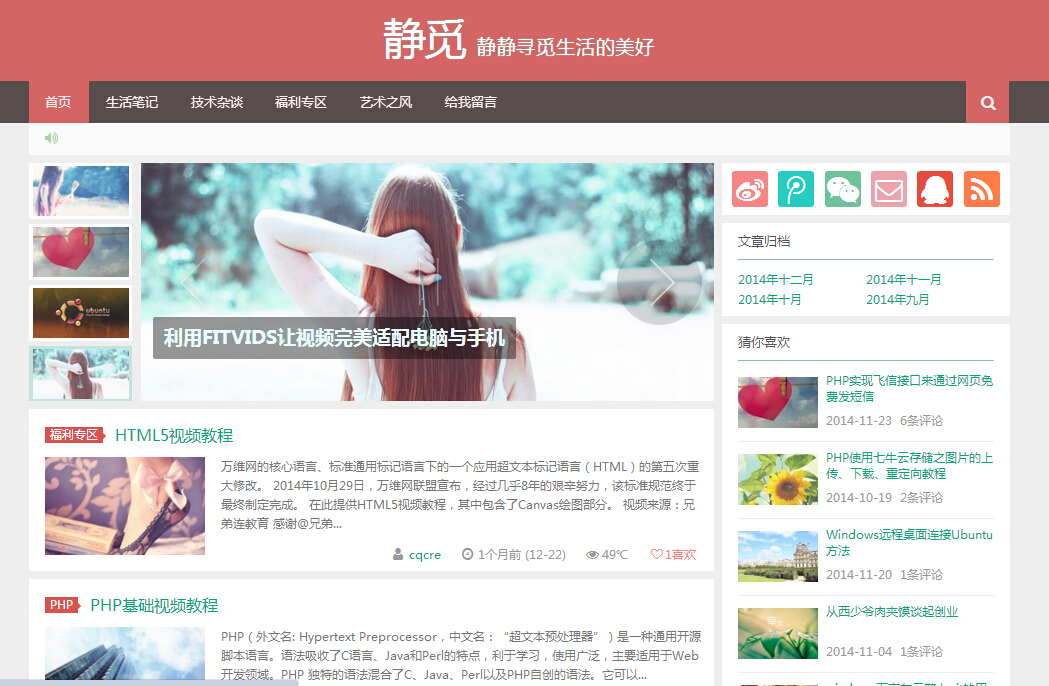 静觅 静静寻觅生活的美好
首页 生活笔记 技术杂谈 福利专区 艺术之风 给我留言
ubuntu
利用FITVIDS让视频完美适配电脑与手机
福利专区 HTML5视频教程
万维网的核心语言、标准通用标记语言下的一个应用超文本标记语言（HTML）的第五次重
大修改。 2014年10月29日，万维网联盟宣布，经过几乎8年的艰辛努力，该标准规范终于
最终制定完成。 在此提供HTML5视频教程，其中包含了Canvas绘图部分。 视频来源：兄
弟连教育 感谢@兄弟...
cqcre 1个月前 (12-22) 49℃ 1喜欢
PHP PHP基础视频教程
PHP（外文名: Hypertext Preprocessor，中文名：“超文本预处理器”）是一种通用开源
脚本语言。语法吸收了C语言、Java和Perl的特点，利于学习，使用广泛，主要适用于Web
开发领域。PHP 独特的语法混合了C、Java、Perl以及PHP自创的语法。它可以...
文章归档
2014年十二月 2014年十一月
2014年十月 2014年九月
猜你喜欢
PHP实现飞信接口来通过网页免
费发短信
2014-11-23 6条评论
PHP使用七牛云存储之图片的上
传、下载、重定向教程
2014-10-19 2条评论
Windows远程桌面连接Ubuntu
方法
2014-11-20 1条评论
从西少爷肉夹馍谈起创业
2014-11-04 1条评论